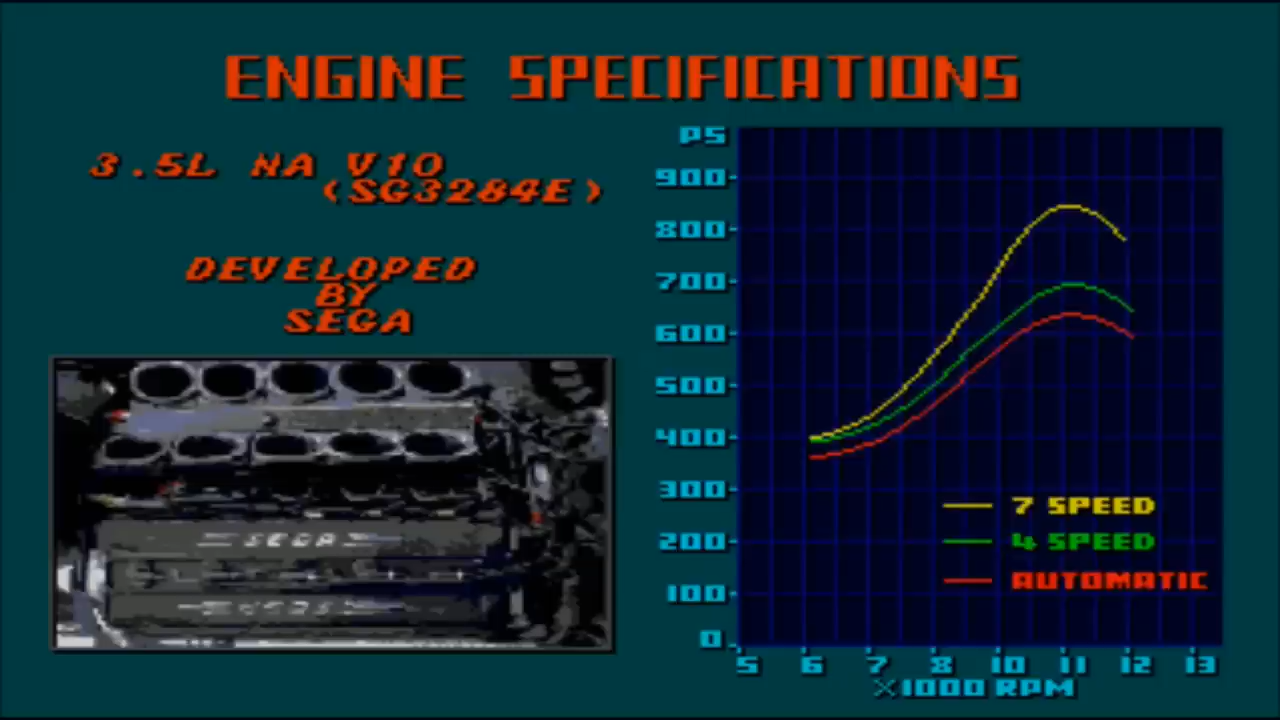 ENGINE SPECIFICATIONS
3.5L NA V10
(SG3284E)
DEVELOPED
BY
SEGA
SEGA
PS
900
800
700
600
500
400
300
200
100
0
7 SPEED
4 SPEED
AUTOMATIC
5 6 7 8 10 11 12 13
×1000 RPM